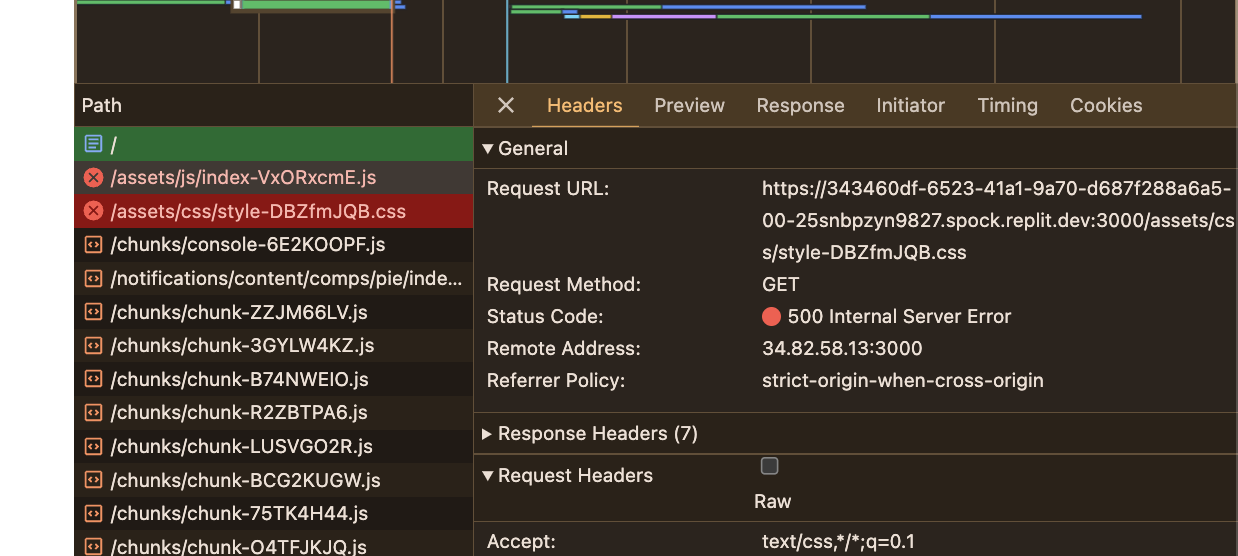 Path
/
/assets/js/index-VxORxcmE.js
/assets/css/style-DBZfmJQB.css
/chunks/console-6E2KOOPF.js
/notifications/content/comps/pie/inde...
/chunks/chunk-ZZJM66LV.js
/chunks/chunk-3GYLW4KZ.js
/chunks/chunk-B74NWEIO.js
/chunks/chunk-R2ZBTPA6.js
/chunks/chunk-LUSVGO2R.js
/chunks/chunk-BCG2KUGW.js
/chunks/chunk-75TK4H44.js
/chunks/chunk-O4TFJKJQ.js
Headers Preview Response Initiator Timing Cookies
General
Request URL: https://343460df-6523-41a1-9a70-d687f288a6a5-
00-25snbpzyn9827.spock.replit.dev:3000/assets/cs
s/style-DBZfmJQB.css
Request Method: GET
Status Code: 500 Internal Server Error
Remote Address: 34.82.58.13:3000
Referrer Policy: strict-origin-when-cross-origin
Response Headers (7)
Request Headers
Raw
Accept: text/css,*/*;q=0.1